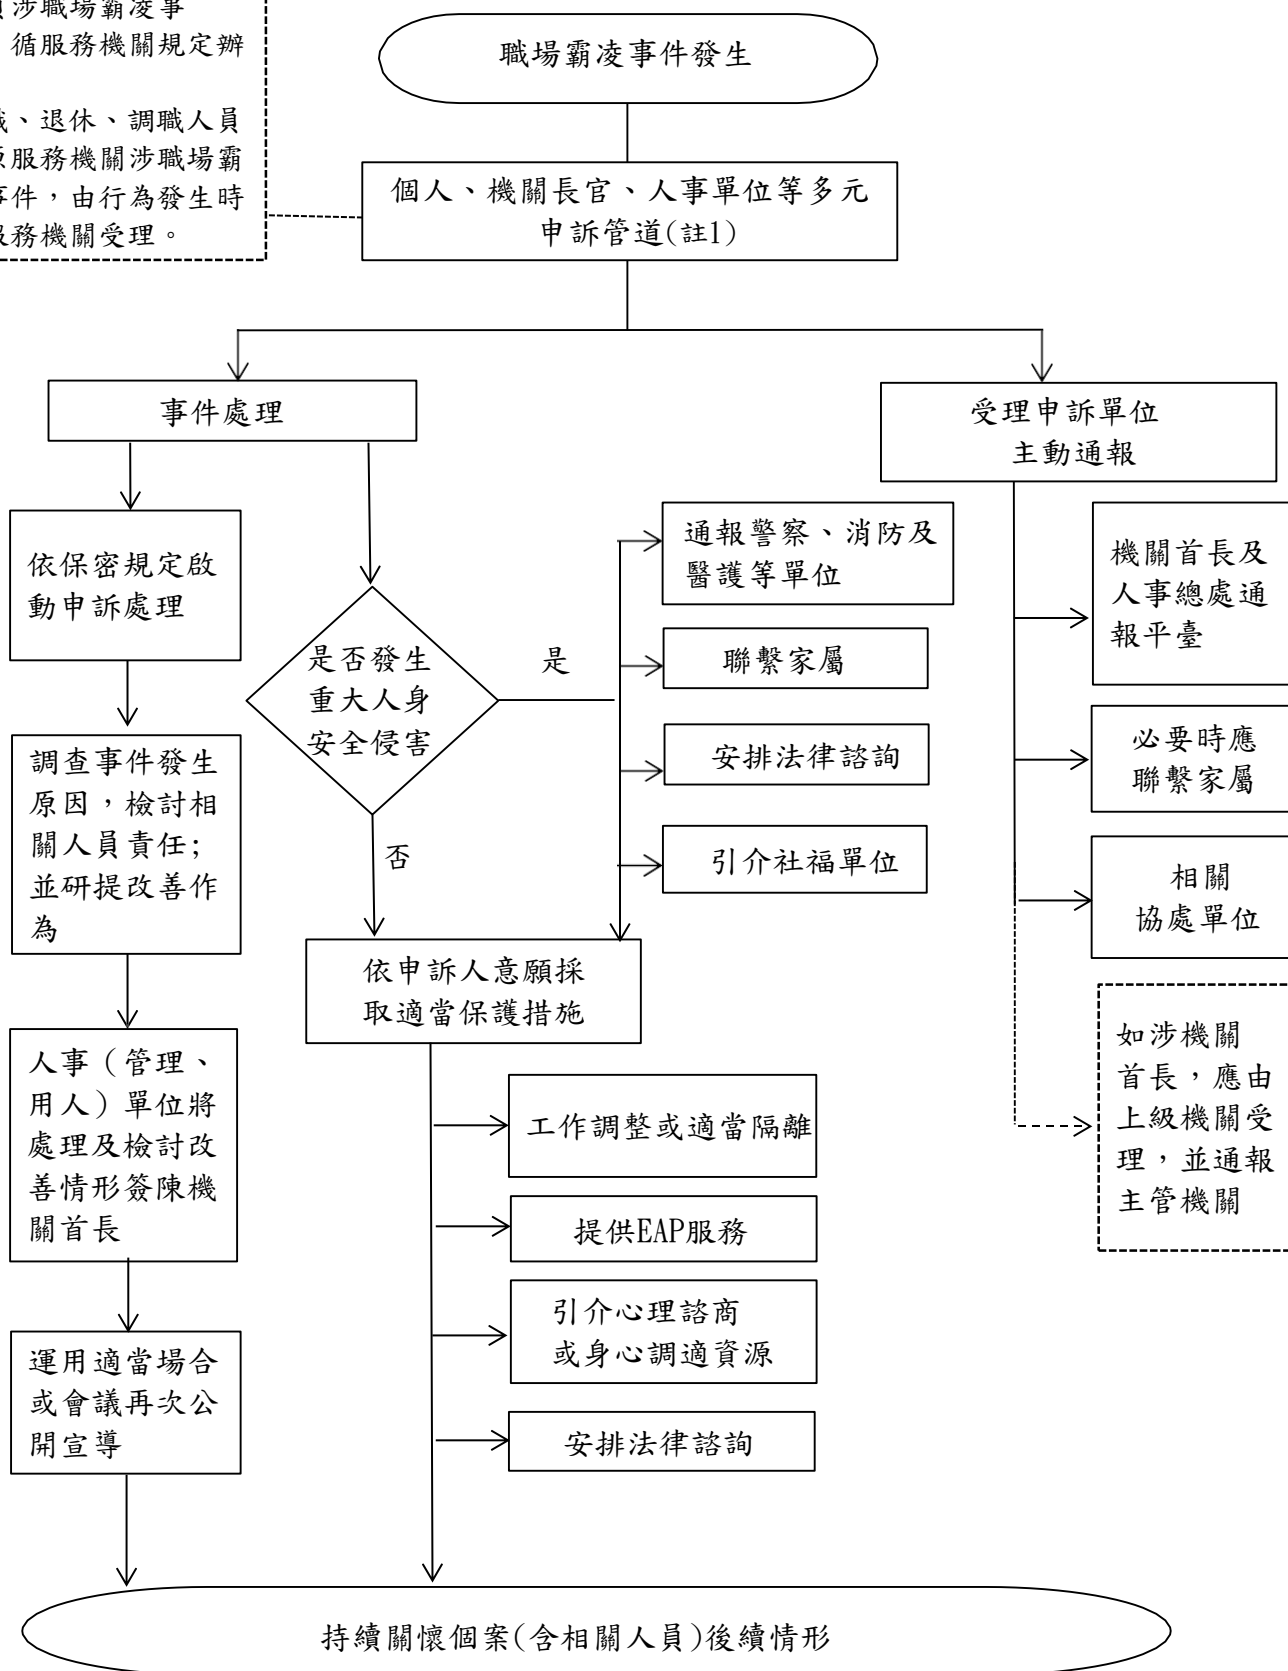 涉職場霸凌事
循服務機關規定辦
、退休、調職人員
服務機關涉職場霸
事件，由行為發生時
服務機關受理。
職場霸凌事件發生
個人、機關長官、人事單位等多元
申訴管道(註1)
事件處理
受理申訴單位
主動通報
依保密規定啟
動申訴處理
調查事件發生
原因，檢討相
關人員責任;
並研提改善作
為
人事（管理、
用人）單位將
處理及檢討改
善情形簽陳機
關首長
運用適當場合
或會議再次公
開宣導
是否發生
重大人身
安全侵害
是
否
通報警察、消防及
醫護等單位
聯繫家屬
安排法律諮詢
引介社福單位
依申訴人意願採
取適當保護措施
工作調整或適當隔離
提供EAP服務
引介心理諮商
或身心調適資源
安排法律諮詢
機關首長及
人事總處通
報平臺
必要時應
聯繫家屬
相關
協處單位
如涉機關
首長，應由
上級機關受
理，並通報
主管機關
持續關懷個案(含相關人員)後續情形